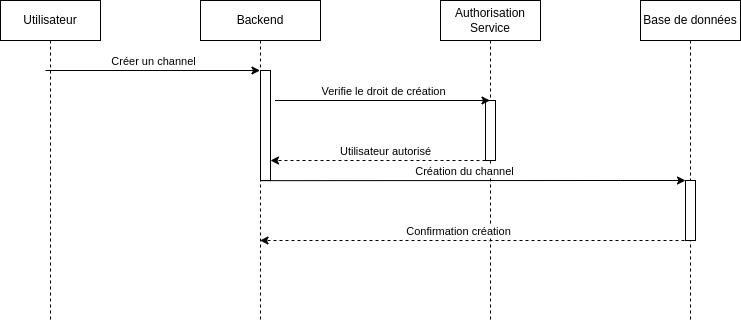 Utilisateur
Backend
Authorisation
Service
Base de données
Créer un channel
Verifie le droit de création
Utilisateur autorisé
Création du channel
Confirmation création